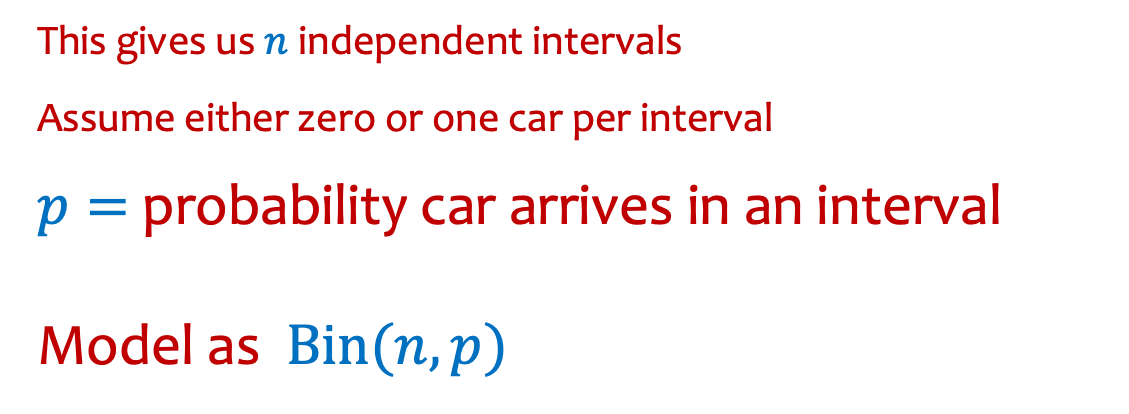 This gives us n independent intervals
Assume either zero or one car per interval
p = probability car arrives in an interval
Model as Bin(n, p)